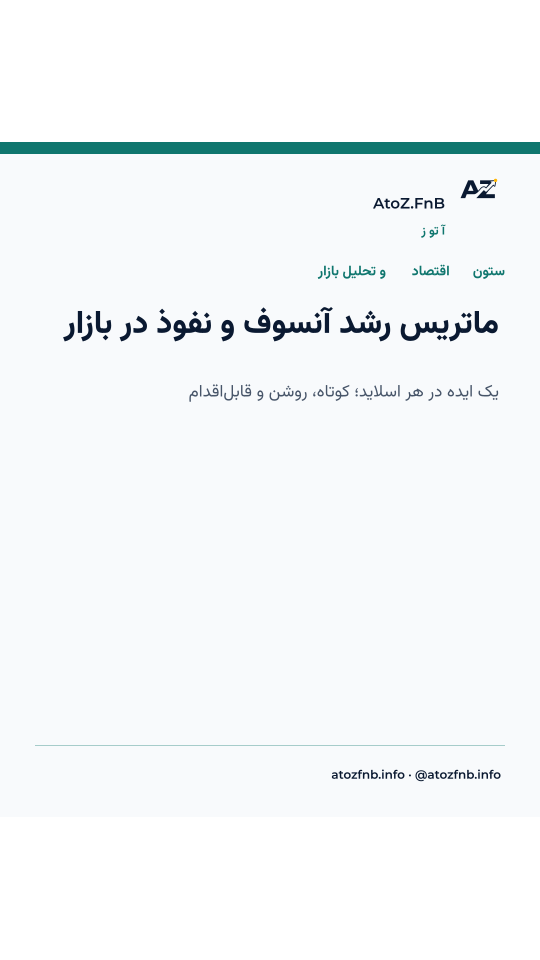 AZ
AtoZ.FnB
آ تو ز
ستون اقتصاد و تحلیل بازار
ماتریس رشد آنسوف و نفوذ در بازار
یک ایده در هر اسلاید؛ کوتاه، روشن و قابل‌اقدام
atozfnb.info · @atozfnb.info